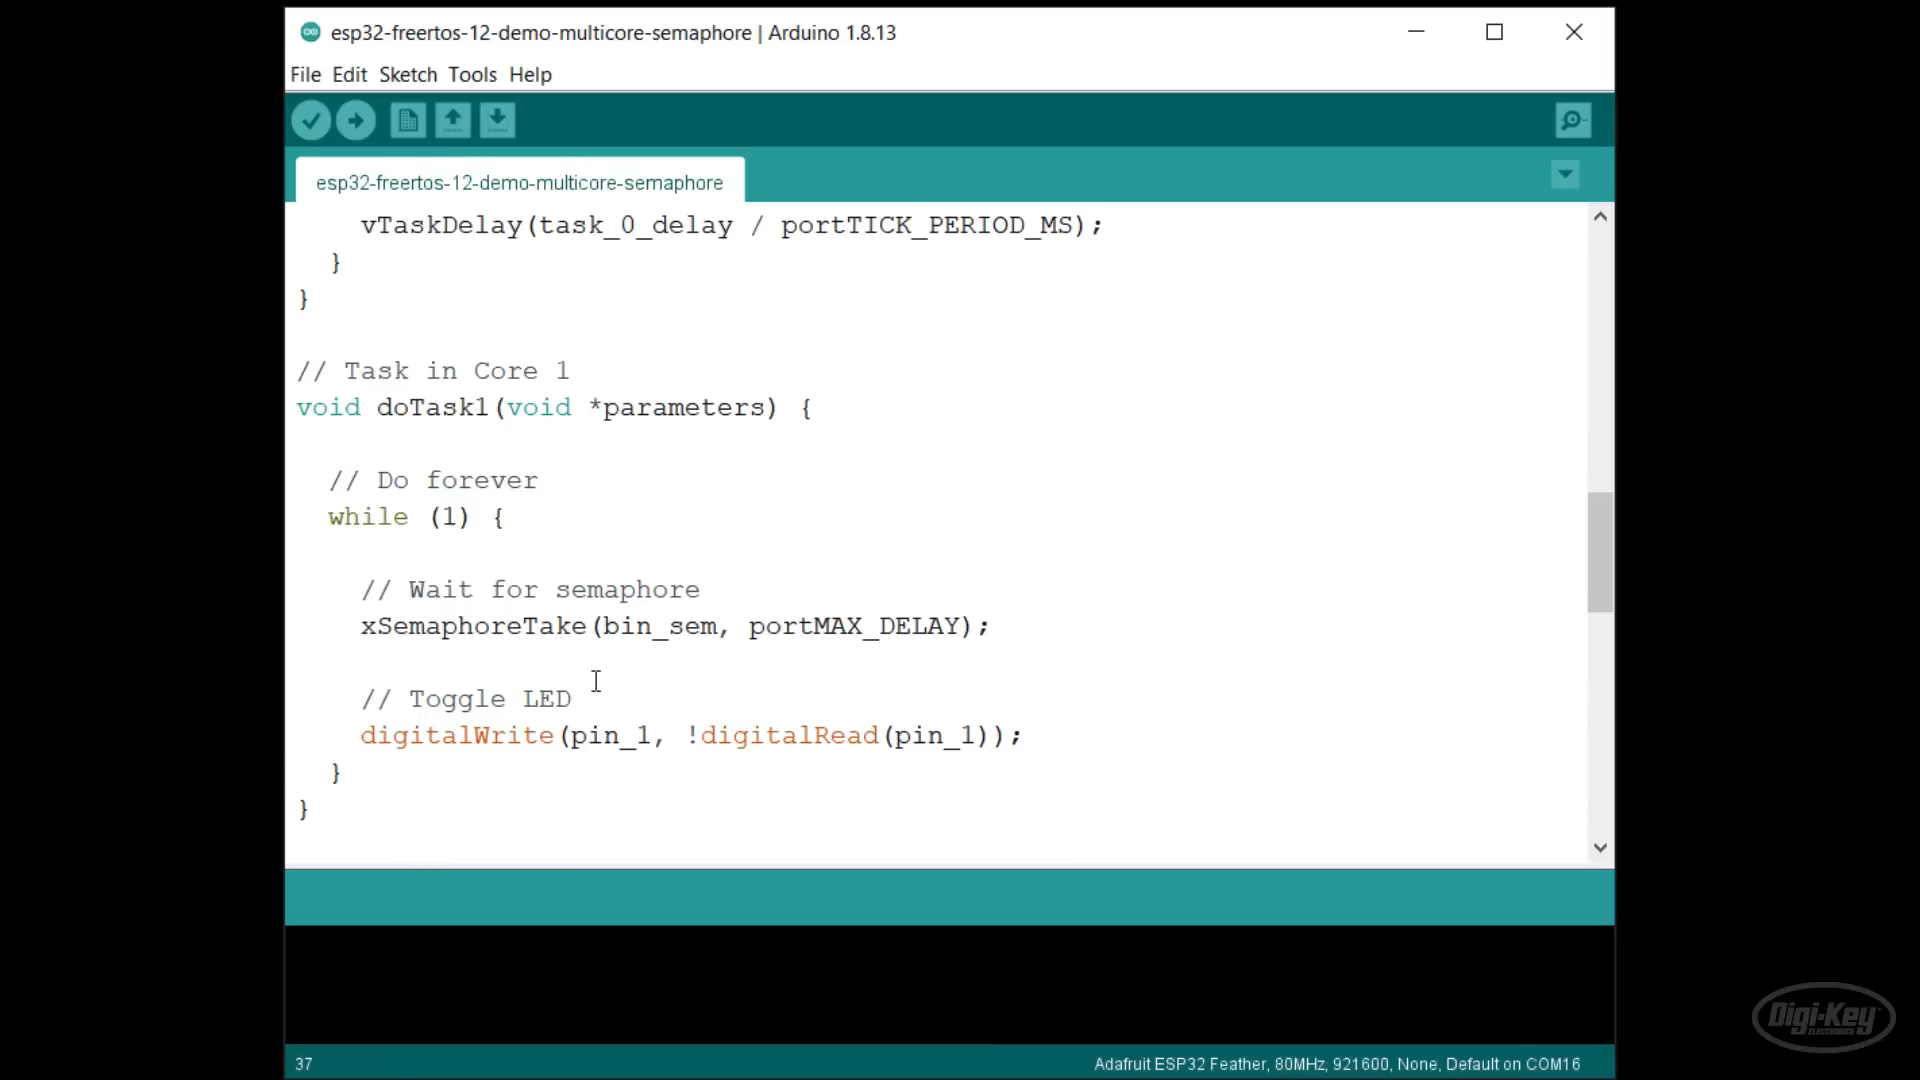 esp32-freertos-12-demo-multicore-semaphore | Arduino 1.8.13
File Edit Sketch Tools Help
esp32-freertos-12-demo-multicore-semaphore
vTaskDelay(task_0_delay / portTICK_PERIOD_MS);
}
}
// Task in Core 1
void doTask1(void *parameters) {
// Do forever
while (1) {
// Wait for semaphore
xSemaphoreTake(bin_sem, portMAX_DELAY);
// Toggle LED
digitalWrite(pin_1, !digitalRead(pin_1));
}
}
37
Adafruit ESP32 Feather, 80MHz, 921600, None, Default on COM16
Digi-Key
ELECTRONICS